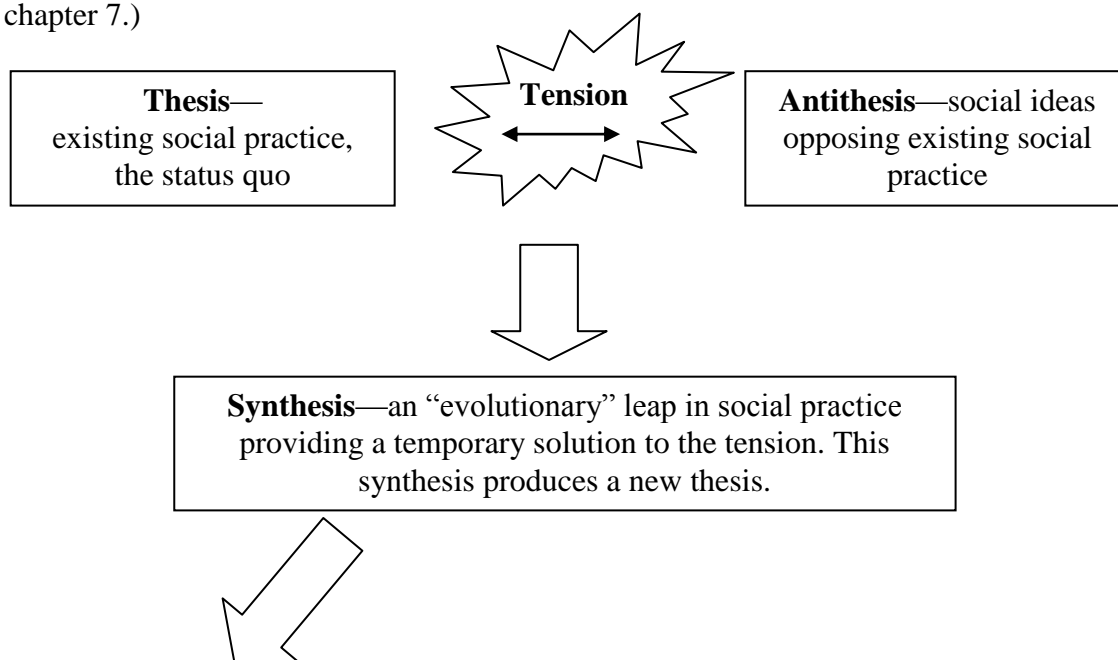 chapter 7.)
Thesis—
existing social practice,
the status quo
Tension
Antithesis—social ideas
opposing existing social
practice
Synthesis—an “evolutionary” leap in social practice
providing a temporary solution to the tension. This
synthesis produces a new thesis.